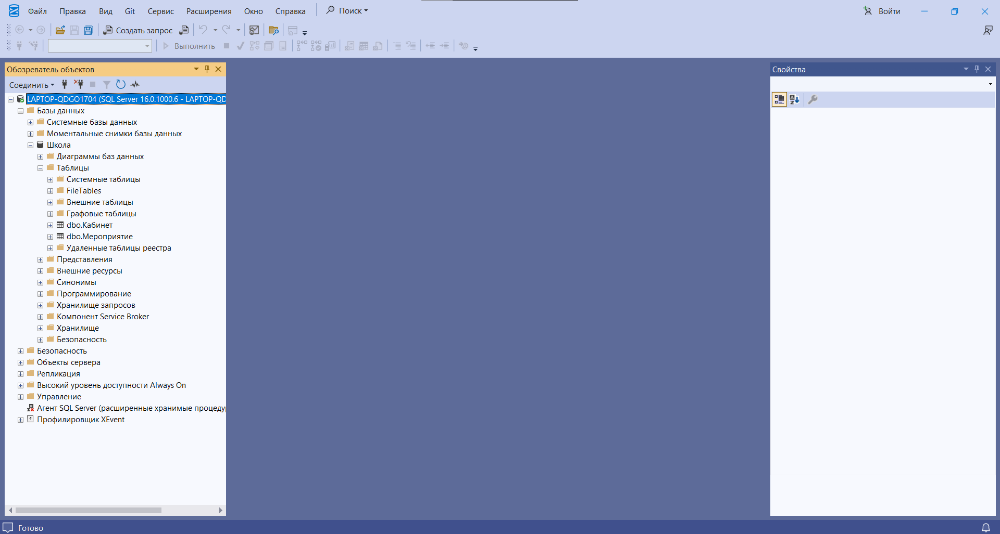 Файл Правка Вид Git Сервис Расширения Окно Справка Поиск Войти
Создать запрос
Выполнить
Обозреватель объектов
Соединить
LAPTOP-QDGO1704 (SQL Server 16.0.1000.6 - LAPTOP-QD
Базы данных
Системные базы данных
Моментальные снимки базы данных
Школа
Диаграммы баз данных
Таблицы
Системные таблицы
FileTables
Внешние таблицы
Графовые таблицы
dbo.Кабинет
dbo.Мероприятие
Удаленные таблицы реестра
Представления
Внешние ресурсы
Синонимы
Программирование
Хранилище запросов
Компонент Service Broker
Хранилище
Безопасность
Безопасность
Объекты сервера
Репликация
Высокий уровень доступности Always On
Управление
Агент SQL Server (расширенные хранимые процеду
Профилировщик XEvent
Свойства
Готово